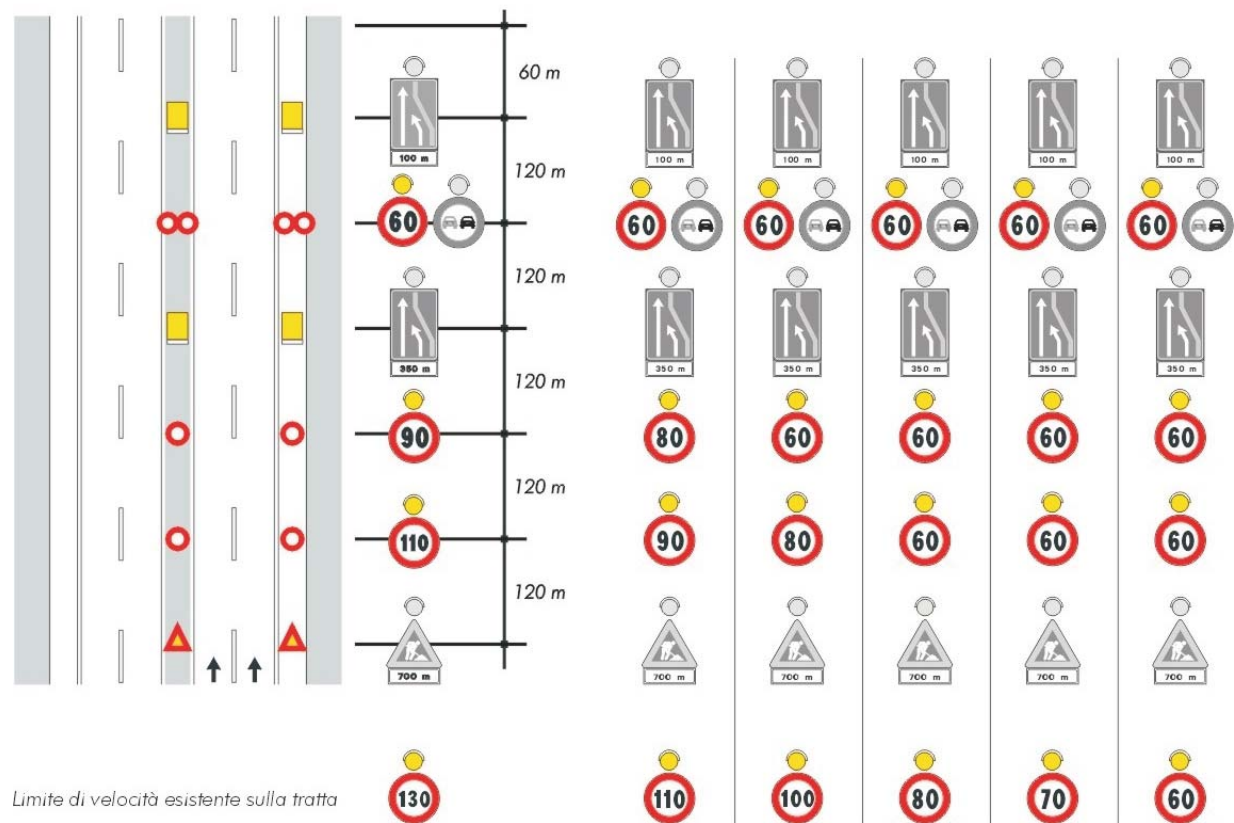 60 m
100 m 100 m 100 m 100 m 100 m 100 m
120 m
60 60 60 60 60 60
120 m
350 m 350 m 350 m 350 m 350 m 350 m
120 m
90 80 60 60 60 60
120 m
110 90 80 60 60 60
120 m
700 m 700 m 700 m 700 m 700 m 700 m
Limite di velocità esistente sulla tratta 130 110 100 80 70 60